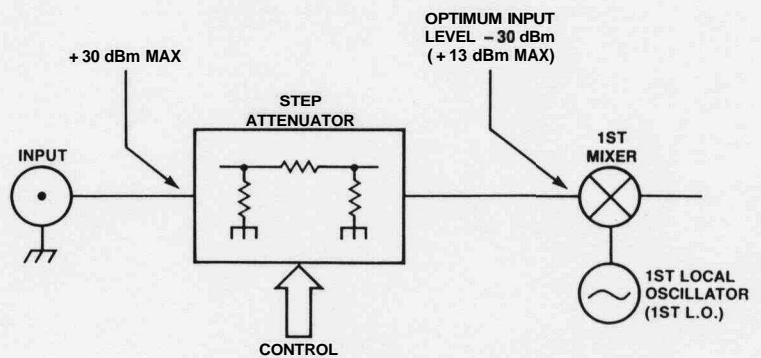 OPTIMUM INPUT
LEVEL –30 dBm
(+13 dBm MAX)
+30 dBm MAX
STEP
ATTENUATOR
INPUT
1ST
MIXER
1ST LOCAL
OSCILLATOR
(1ST L.O.)
CONTROL